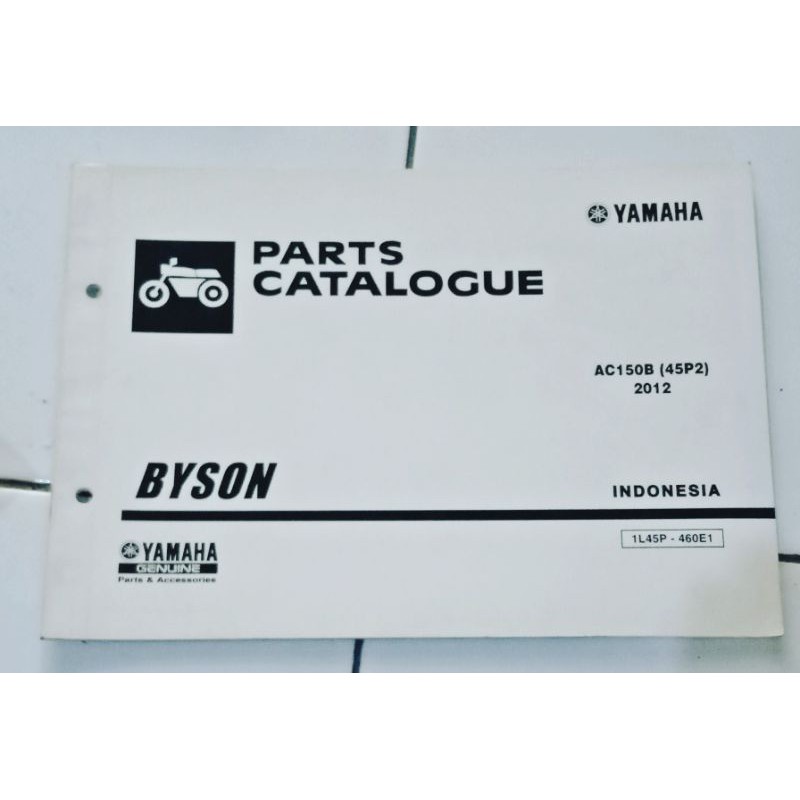 YAMAHA
PARTS
CATALOGUE
AC150B (45P2)
2012
BYSON
INDONESIA
1L45P - 460E1
YAMAHA
GENUINE
Parts & Accessories